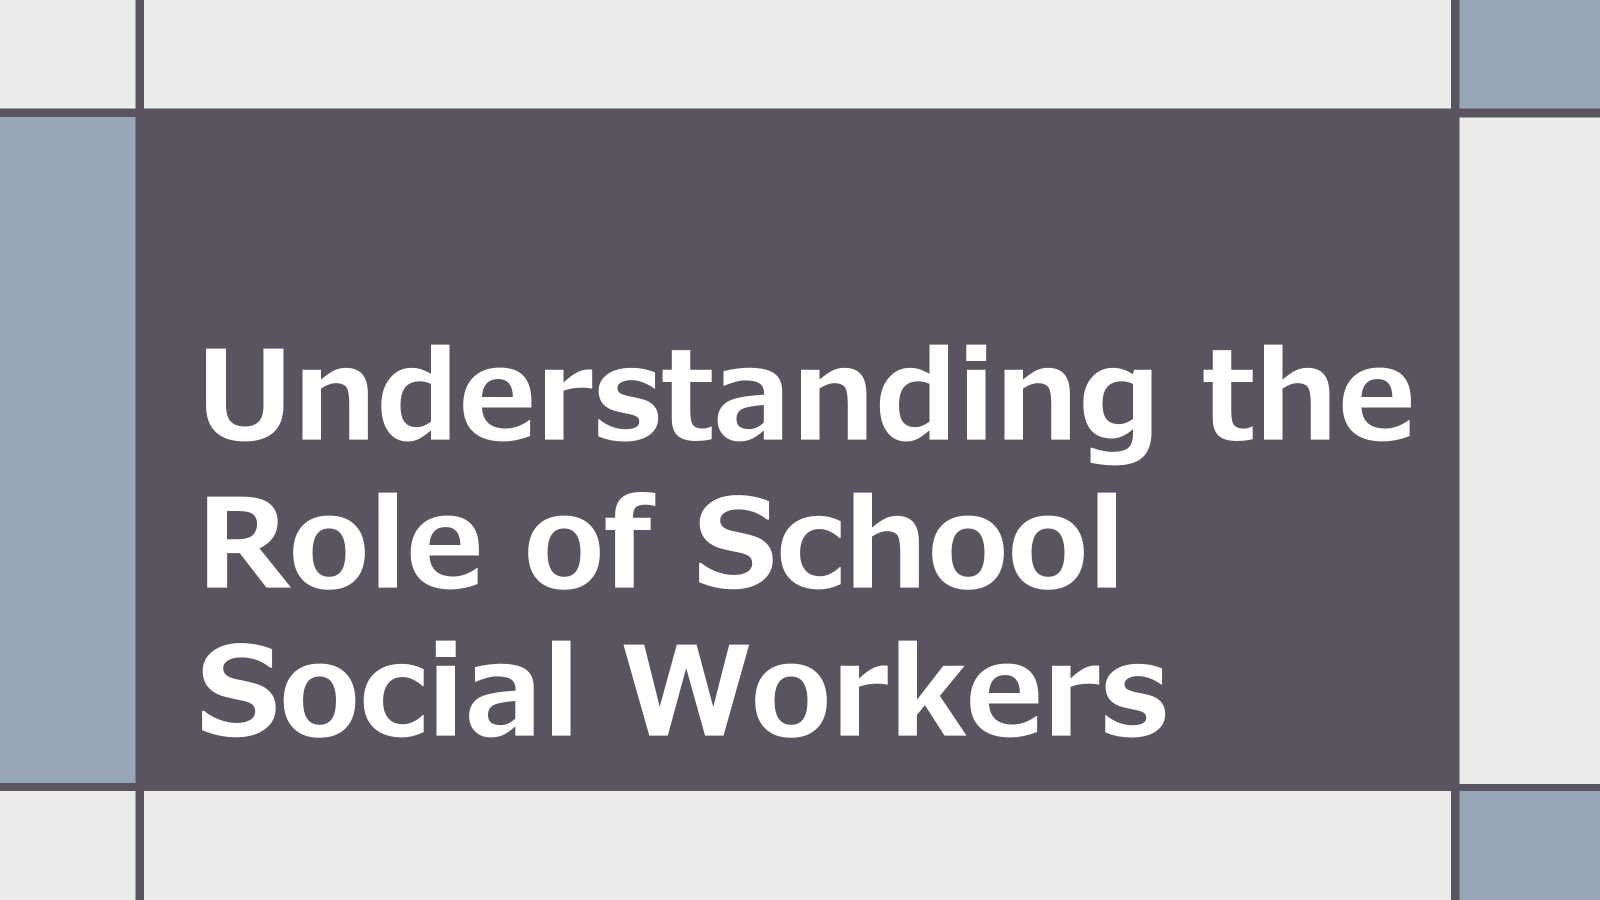 Understanding the
Role of School
Social Workers